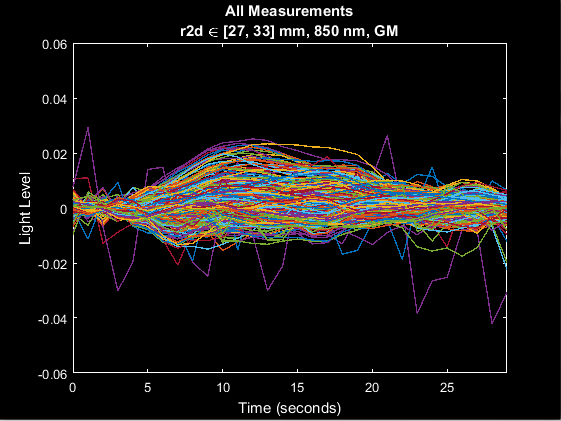 All Measurements
r2d ∈ [27, 33] mm, 850 nm, GM
0.06
0.04
0.02
0
-0.02
-0.04
-0.06
Light Level
0 5 10 15 20 25
Time (seconds)